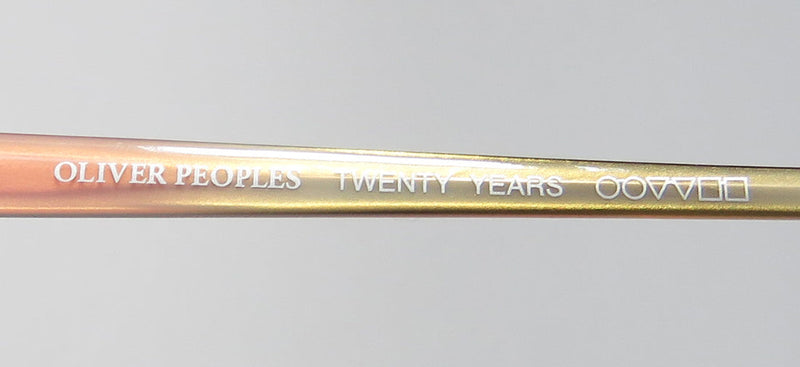 OLIVER PEOPLES TWENTY YEARS ○○▽▽□□